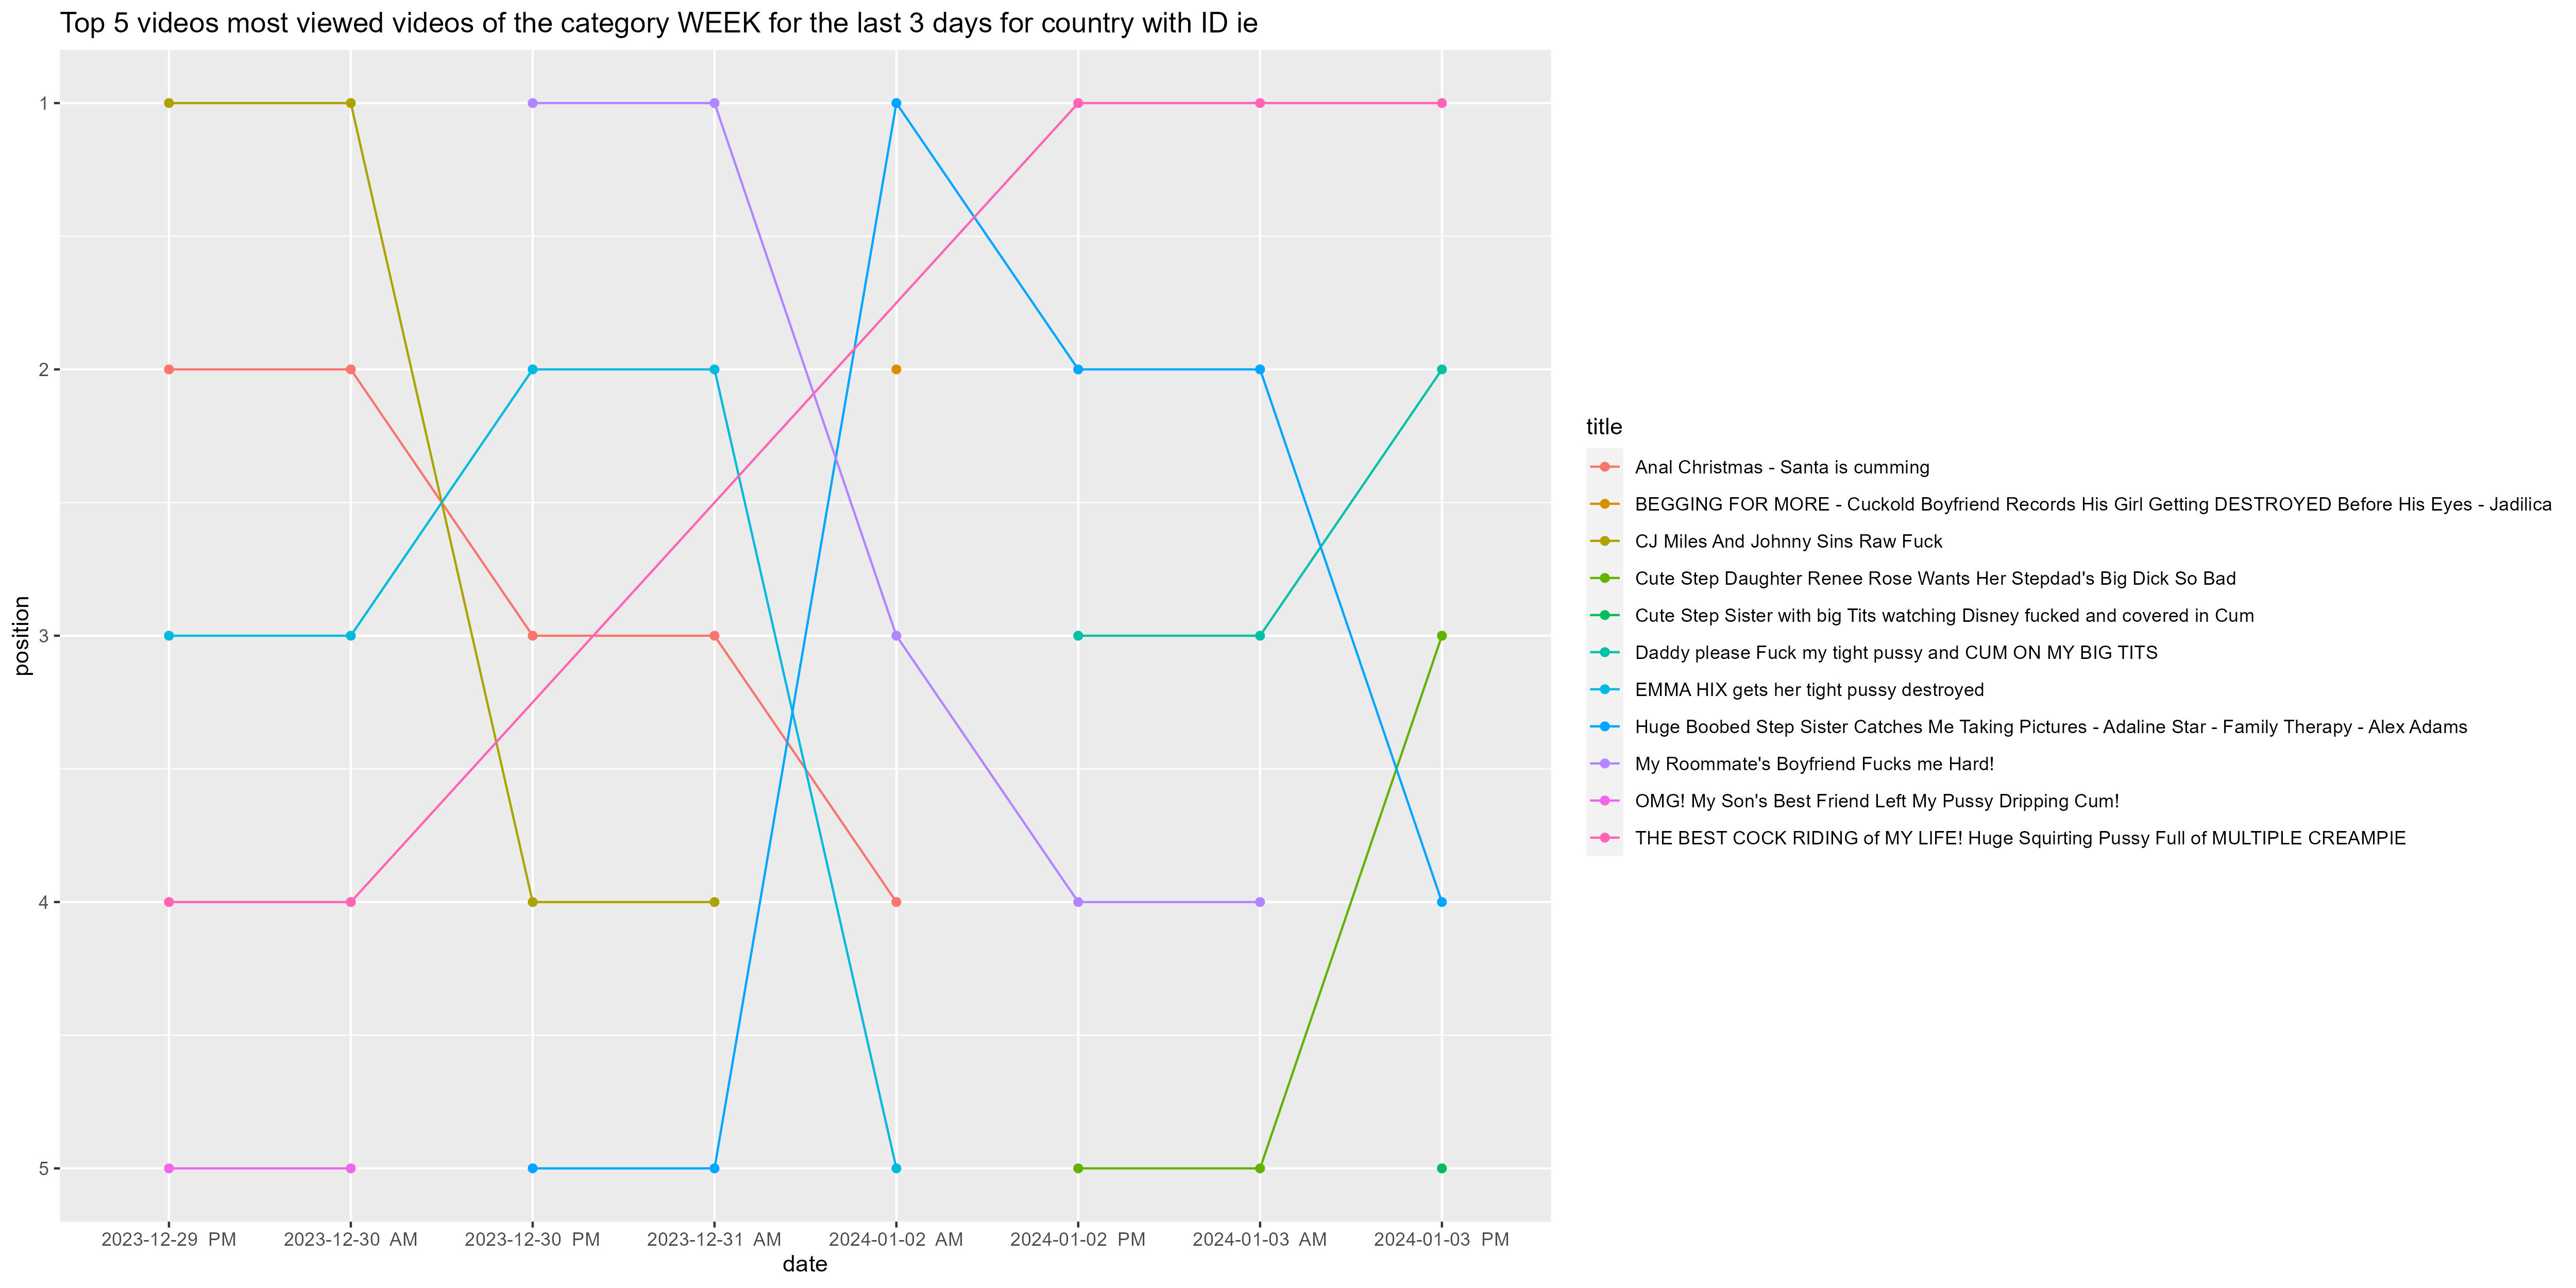 Top 5 videos most viewed videos of the category WEEK for the last 3 days for country with ID ie
position
1
2
3
4
5
2023-12-29 PM
2023-12-30 AM
2023-12-30 PM
2023-12-31 AM
2024-01-02 AM
2024-01-02 PM
2024-01-03 AM
2024-01-03 PM
date
title
Anal Christmas - Santa is cumming
BEGGING FOR MORE - Cuckold Boyfriend Records His Girl Getting DESTROYED Before His Eyes - Jadilica
CJ Miles And Johnny Sins Raw Fuck
Cute Step Daughter Renee Rose Wants Her Stepdad's Big Dick So Bad
Cute Step Sister with big Tits watching Disney fucked and covered in Cum
Daddy please Fuck my tight pussy and CUM ON MY BIG TITS
EMMA HIX gets her tight pussy destroyed
Huge Boobed Step Sister Catches Me Taking Pictures - Adaline Star - Family Therapy - Alex Adams
My Roommate's Boyfriend Fucks me Hard!
OMG! My Son's Best Friend Left My Pussy Dripping Cum!
THE BEST COCK RIDING of MY LIFE! Huge Squirting Pussy Full of MULTIPLE CREAMPIE